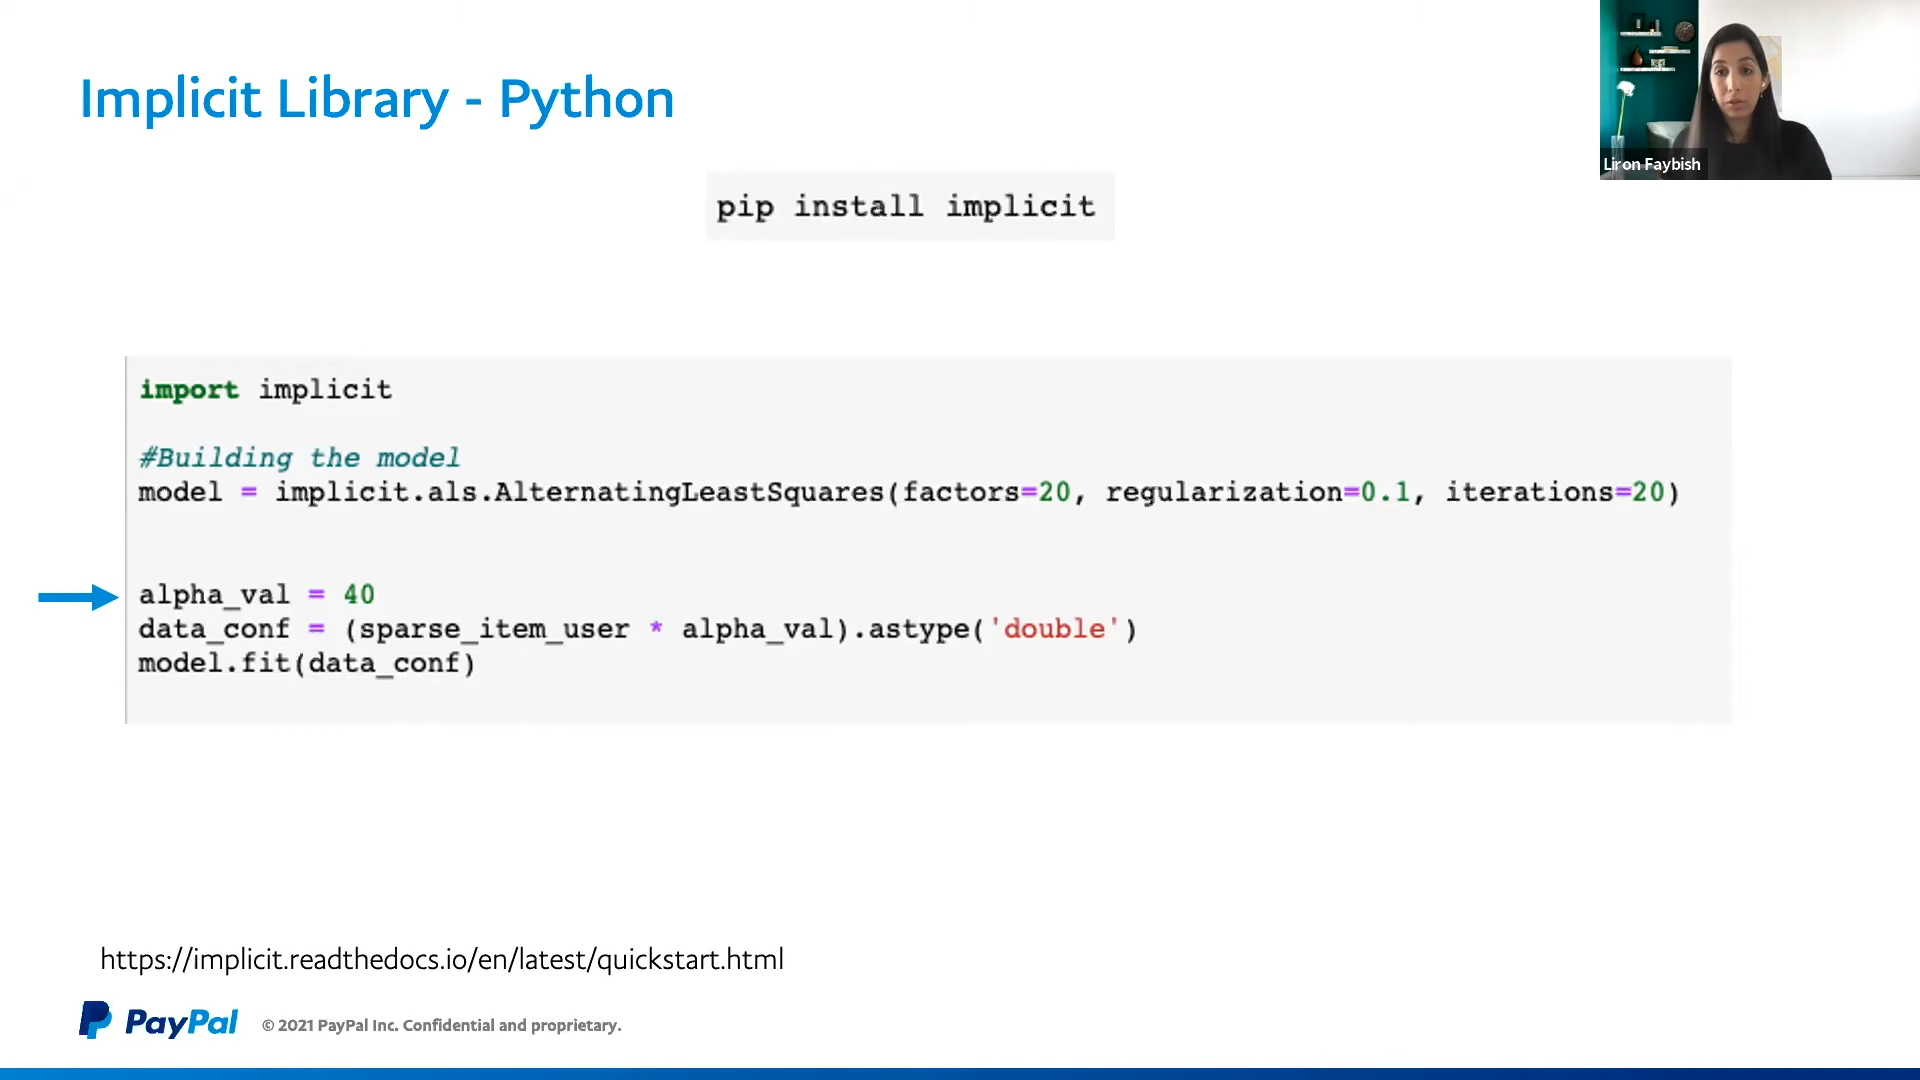 Implicit Library - Python
Liron Faybish
pip install implicit
import implicit
#Building the model
model = implicit.als.AlternatingLeastSquares(factors=20, regularization=0.1, iterations=20)
alpha_val = 40
data_conf = (sparse_item_user * alpha_val).astype('double')
model.fit(data_conf)
https://implicit.readthedocs.io/en/latest/quickstart.html
PayPal © 2021 PayPal Inc. Confidential and proprietary.